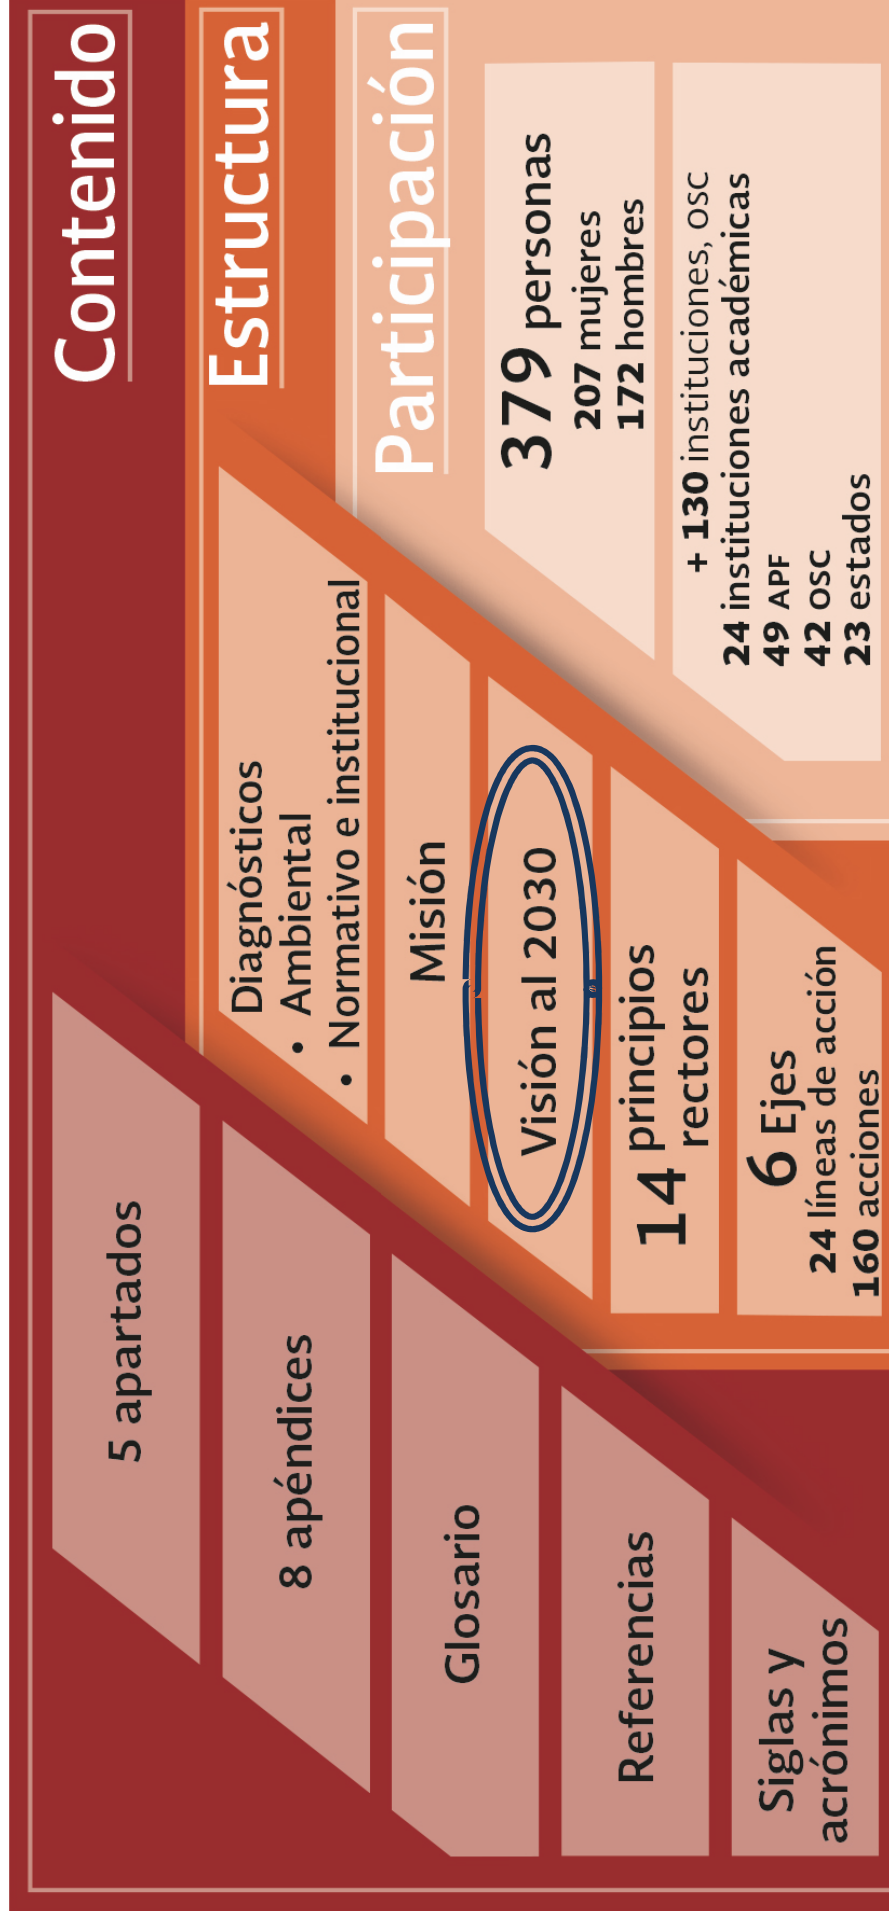 Contenido
5 apartados
8 apéndices
Glosario
Referencias
Siglas y
acrónimos
Estructura
Diagnósticos
• Ambiental
• Normativo e institucional
Misión
Visión al 2030
14 principios
rectores
6 Ejes
24 líneas de acción
160 acciones
Participación
379 personas
207 mujeres
172 hombres
+ 130 instituciones, OSC
24 instituciones académicas
49 APF
42 OSC
23 estados